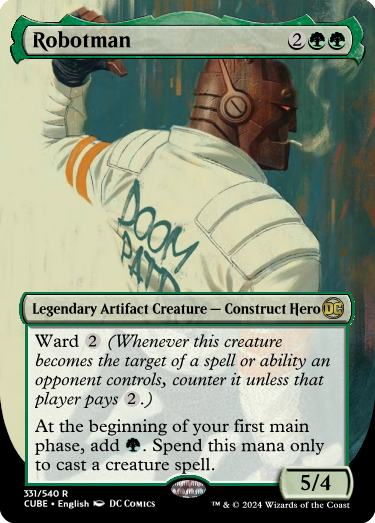 Robotman 2
DOOM
PATR
Legendary Artifact Creature — Construct Hero DC
Ward 2 (Whenever this creature
becomes the target of a spell or ability an
opponent controls, counter it unless that
player pays 2.)
At the beginning of your first main
phase, add . Spend this mana only
to cast a creature spell.
5/4
331/540 R
CUBE • English DC COMICS
™ & © 2024 Wizards of the Coast